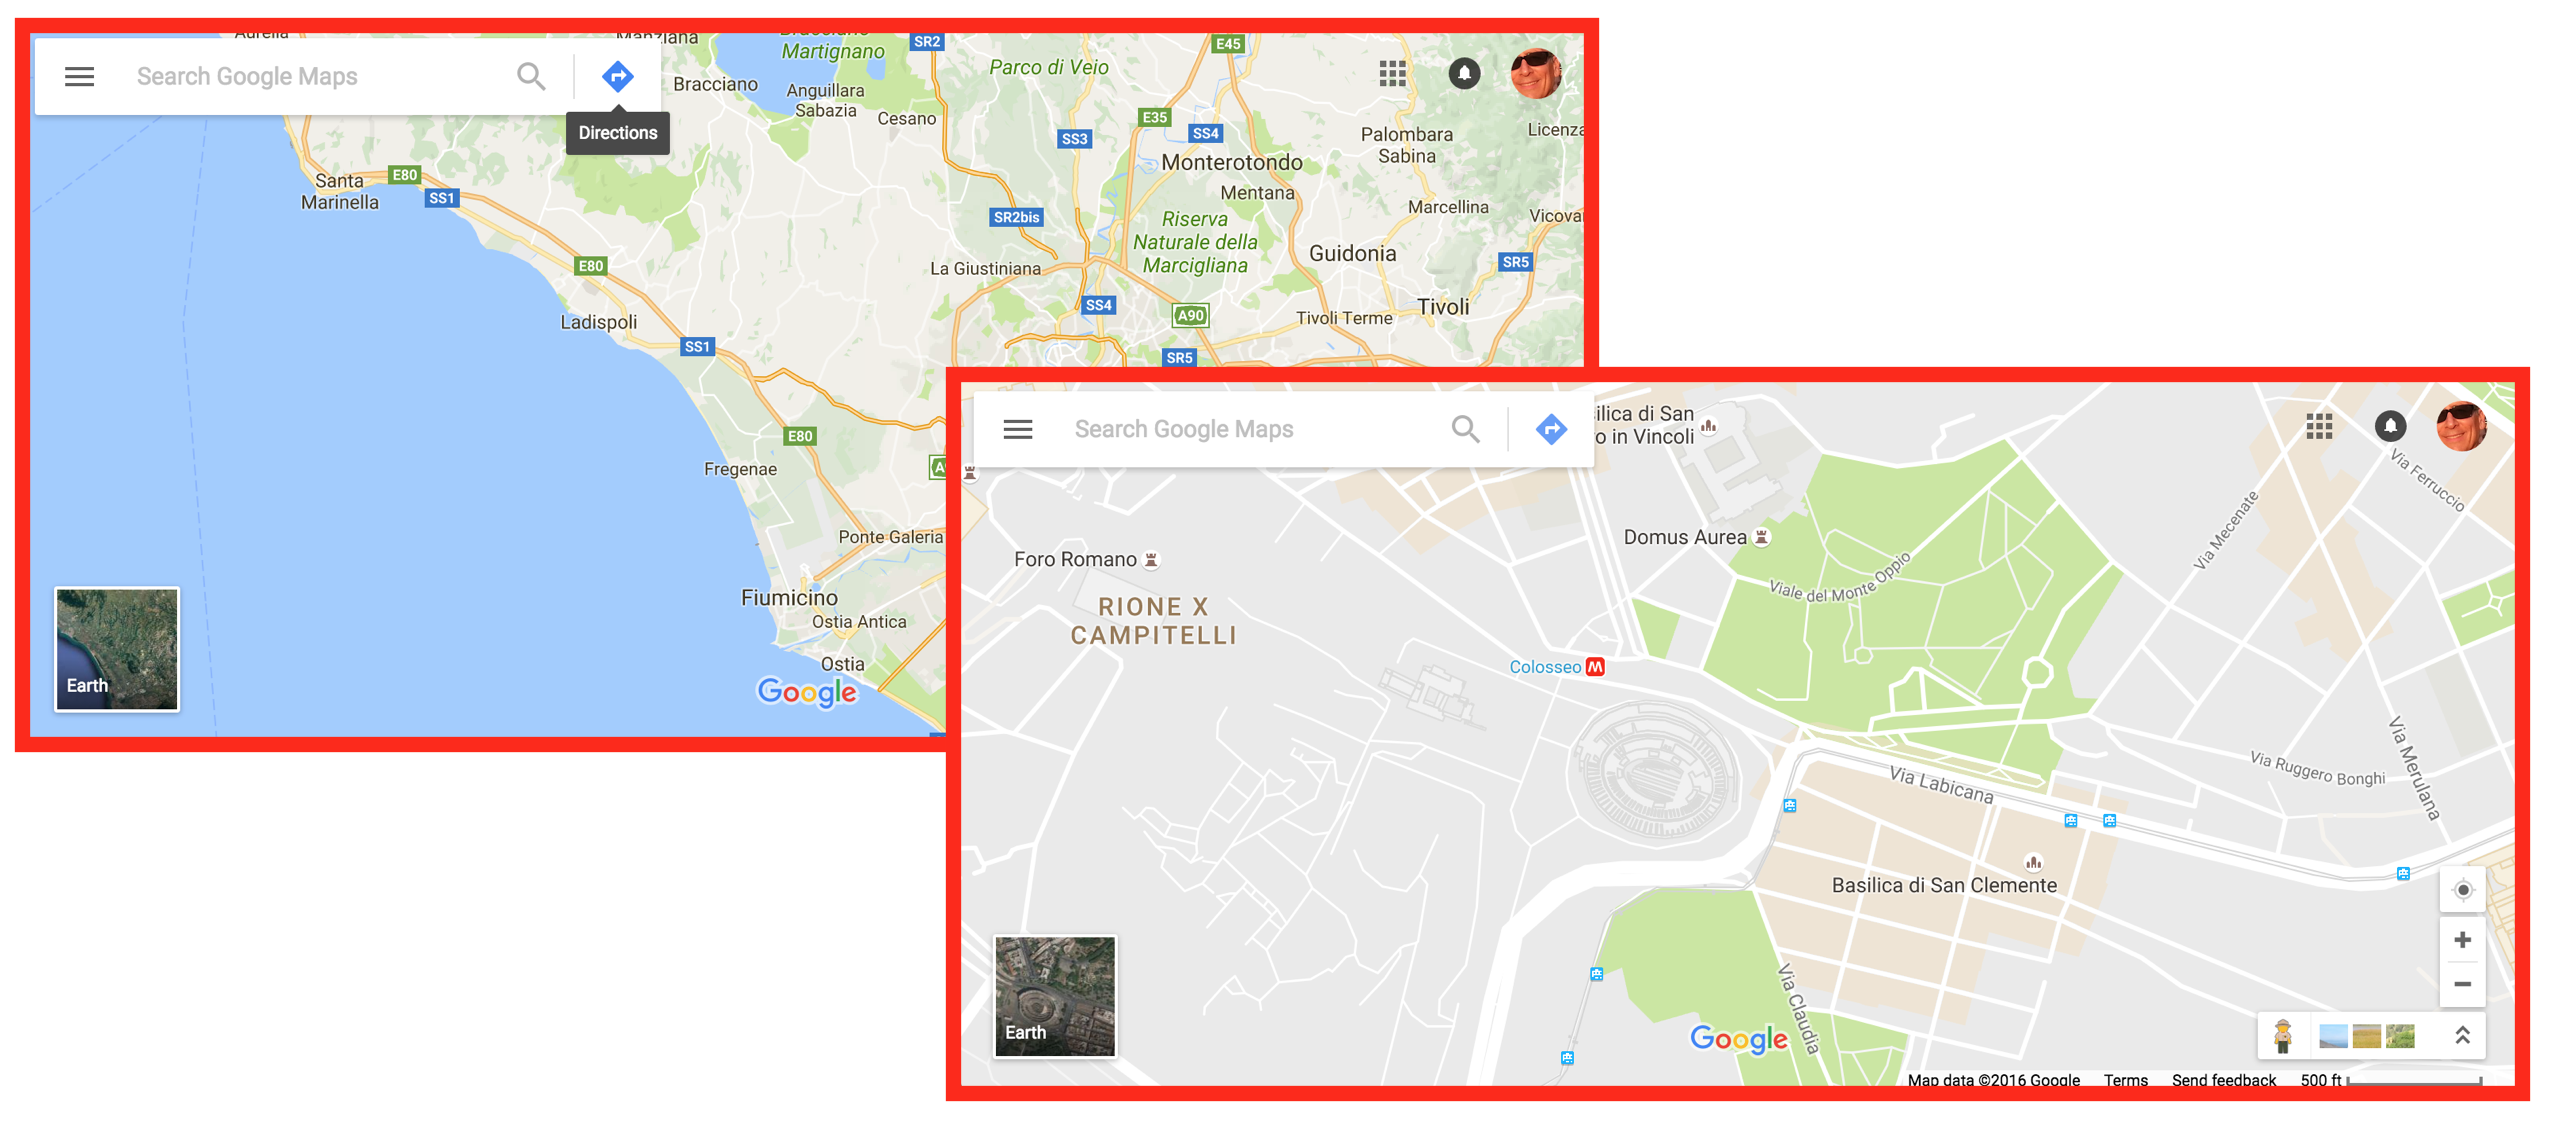 Aurelia
Manziana
Bracciano
Martignano
SR2
E45
Search Google Maps
Parco di Veio
Bracciano
Anguillara
Sabazia
Cesano
Directions
E35
SS3
SS4
Palombara
Sabina
Licenza
Monterotondo
Mentana
Santa
Marinella
E80
SS1
SR2bis
Marcellina
Riserva
Naturale della
Marcigliana
Guidonia
E80
La Giustiniana
SR5
SS4
A90
Tivoli Terme
Tivoli
Ladispoli
SS1
SR5
E80
Fregenae
Ponte Galeria
Fiumicino
Ostia Antica
Ostia
Earth
Google
Search Google Maps
ilica di San
o in Vincoli
Via Ferruccio
Via Mecenate
Domus Aurea
Foro Romano
Viale del Monte Oppio
RIONE X
CAMPITELLI
Colosseo M
Via Merulana
Via Ruggero Bonghi
Via Labicana
Basilica di San Clemente
Via Claudia
Earth
Google
Map data ©2016 Google Terms Send feedback 500 ft